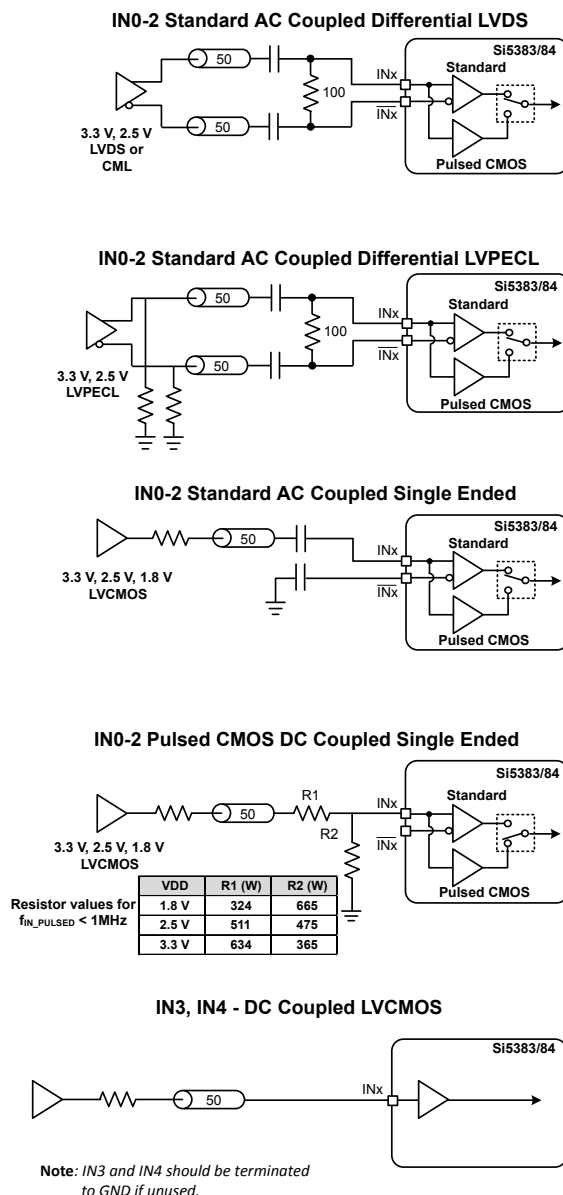 IN0-2 Standard AC Coupled Differential LVDS
Si5383/84
50
INx
Standard
100
50
INx
3.3 V, 2.5 V
LVDS or
CML
Pulsed CMOS
IN0-2 Standard AC Coupled Differential LVPECL
Si5383/84
50
INx
Standard
100
50
INx
3.3 V, 2.5 V
LVPECL
Pulsed CMOS
IN0-2 Standard AC Coupled Single Ended
Si5383/84
50
INx
Standard
3.3 V, 2.5 V, 1.8 V
LVCMOS
INx
Pulsed CMOS
IN0-2 Pulsed CMOS DC Coupled Single Ended
Si5383/84
R1
50
INx
Standard
R2
INx
3.3 V, 2.5 V, 1.8 V
LVCMOS
Pulsed CMOS
Resistor values for
fIN_PULSED < 1MHz
VDD R1 (W) R2 (W)
1.8 V 324 665
2.5 V 511 475
3.3 V 634 365
IN3, IN4 - DC Coupled LVCMOS
Si5383/84
50
INx
Note: IN3 and IN4 should be terminated
to GND if unused.